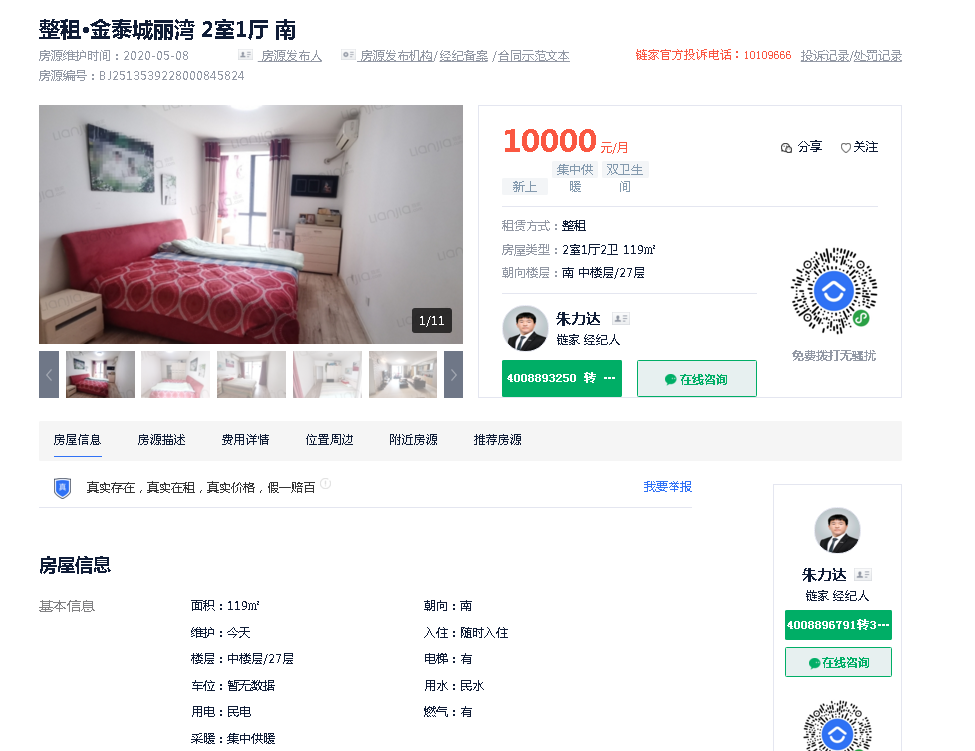 整租·金泰城丽湾 2室1厅 南
房源维护时间：2020-05-08 房源发布人 房源发布机构/经纪备案 /合同示范文本 链家官方投诉电话：10109666 投诉记录/处罚记录
房源编号：BJ2513539228000845824
10000 元/月
分享 关注
新上 集中供暖 双卫生间
租赁方式：整租
房屋类型：2室1厅2卫 119㎡
朝向楼层：南 中楼层/27层
朱力达
链家 经纪人
4008893250 转 ···
在线咨询
免费拨打无骚扰
1/11
房屋信息 房源描述 费用详情 位置周边 附近房源 推荐房源
真 真实存在，真实在租，真实价格，假一赔百 我要举报
房屋信息
基本信息
面积：119㎡ 朝向：南
维护：今天 入住：随时入住
楼层：中楼层/27层 电梯：有
车位：暂无数据 用水：民水
用电：民电 燃气：有
采暖：集中供暖
朱力达
链家 经纪人
4008896791转3···
在线咨询